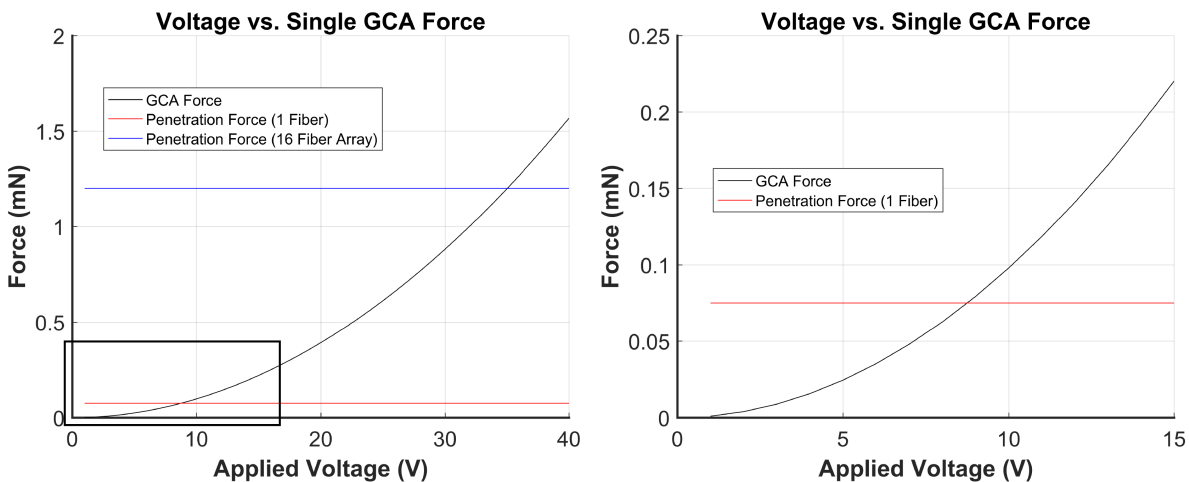 Voltage vs. Single GCA Force
2
1.5
1
0.5
0
GCA Force
Penetration Force (1 Fiber)
Penetration Force (16 Fiber Array)
Force (mN)
0 10 20 30 40
Applied Voltage (V)
Voltage vs. Single GCA Force
0.25
0.2
0.15
0.1
0.05
0
GCA Force
Penetration Force (1 Fiber)
Force (mN)
0 5 10 15
Applied Voltage (V)